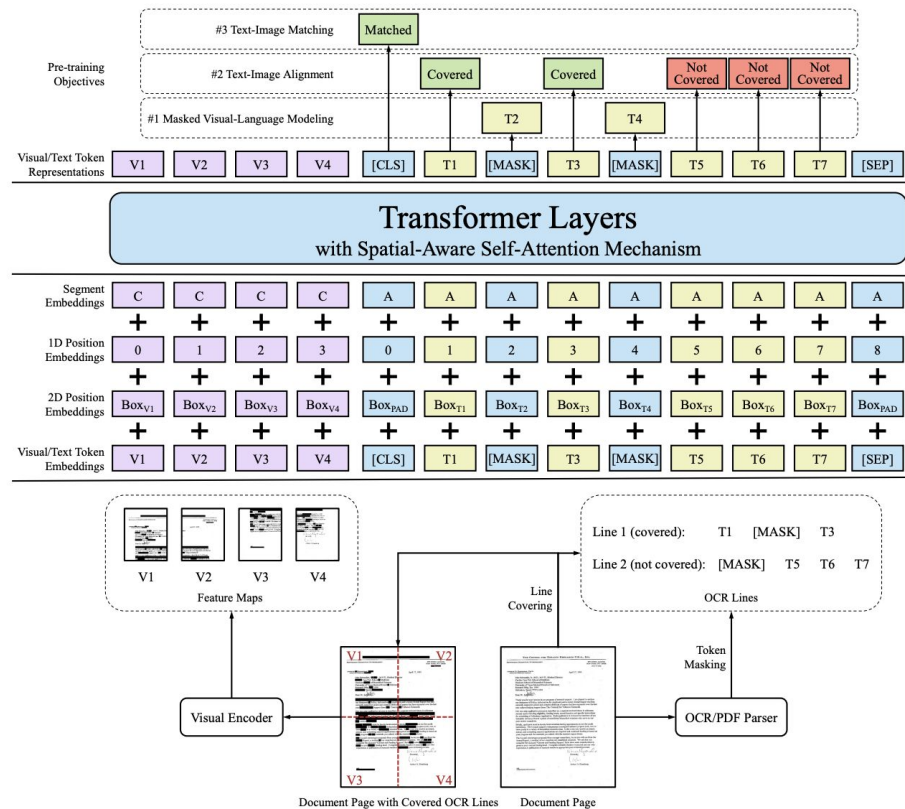 #3 Text-Image Matching
Matched
Pre-training Objectives
#2 Text-Image Alignment
Covered
Covered
Not Covered
Not Covered
Not Covered
#1 Masked Visual-Language Modeling
T2
T4
Visual/Text Token Representations
V1 V2 V3 V4 [CLS] T1 [MASK] T3 [MASK] T5 T6 T7 [SEP]
Transformer Layers
with Spatial-Aware Self-Attention Mechanism
Segment Embeddings
C C C C A A A A A A A A A
+ + + + + + + + + + + + +
1D Position Embeddings
0 1 2 3 0 1 2 3 4 5 6 7 8
+ + + + + + + + + + + + +
2D Position Embeddings
BoxV1 BoxV2 BoxV3 BoxV4 BoxPAD BoxT1 BoxT2 BoxT3 BoxT4 BoxT5 BoxT6 BoxT7 BoxPAD
+ + + + + + + + + + + + +
Visual/Text Token Embeddings
V1 V2 V3 V4 [CLS] T1 [MASK] T3 [MASK] T5 T6 T7 [SEP]
V1 V2 V3 V4
Feature Maps
Line 1 (covered): T1 [MASK] T3
Line 2 (not covered): [MASK] T5 T6 T7
OCR Lines
Line Covering
Token Masking
Visual Encoder
V1 V2
V3 V4
OCR/PDF Parser
Document Page with Covered OCR Lines
Document Page